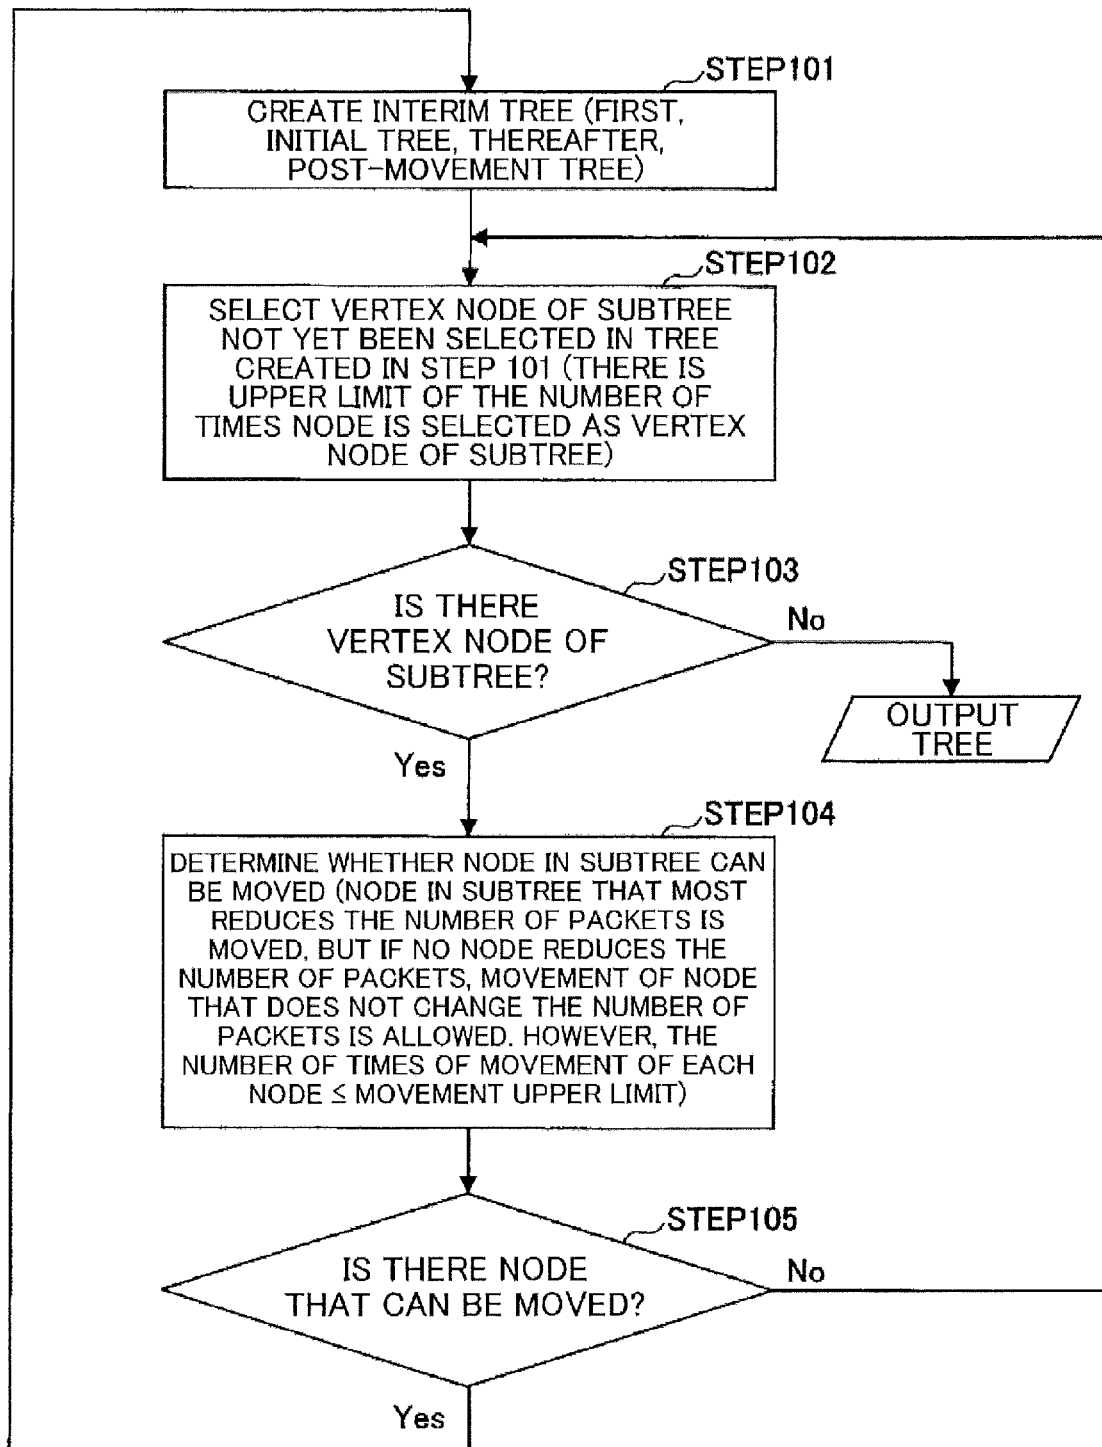 STEP101
CREATE INTERIM TREE (FIRST,
INITIAL TREE, THEREAFTER,
POST-MOVEMENT TREE)
STEP102
SELECT VERTEX NODE OF SUBTREE
NOT YET BEEN SELECTED IN TREE
CREATED IN STEP 101 (THERE IS
UPPER LIMIT OF THE NUMBER OF
TIMES NODE IS SELECTED AS VERTEX
NODE OF SUBTREE)
STEP103
IS THERE
VERTEX NODE OF
SUBTREE?
No
OUTPUT
TREE
Yes
STEP104
DETERMINE WHETHER NODE IN SUBTREE CAN
BE MOVED (NODE IN SUBTREE THAT MOST
REDUCES THE NUMBER OF PACKETS IS
MOVED, BUT IF NO NODE REDUCES THE
NUMBER OF PACKETS, MOVEMENT OF NODE
THAT DOES NOT CHANGE THE NUMBER OF
PACKETS IS ALLOWED. HOWEVER, THE
NUMBER OF TIMES OF MOVEMENT OF EACH
NODE ≤ MOVEMENT UPPER LIMIT)
STEP105
IS THERE NODE
THAT CAN BE MOVED?
No
Yes